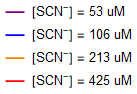 [SCN⁻] = 53 uM
[SCN⁻] = 106 uM
[SCN⁻] = 213 uM
[SCN⁻] = 425 uM